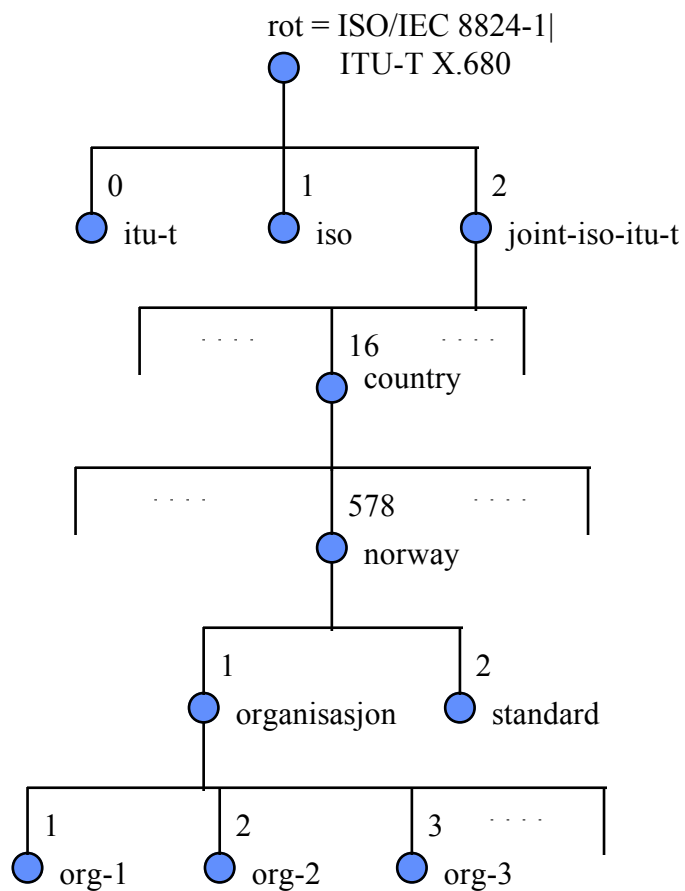 rot = ISO/IEC 8824-1|
ITU-T X.680
0 1 2
itu-t iso joint-iso-itu-t
. . . . . . . .
16
country
. . . . . . . .
578
norway
1 2
organisasjon standard
1 2 3 . . . .
org-1 org-2 org-3